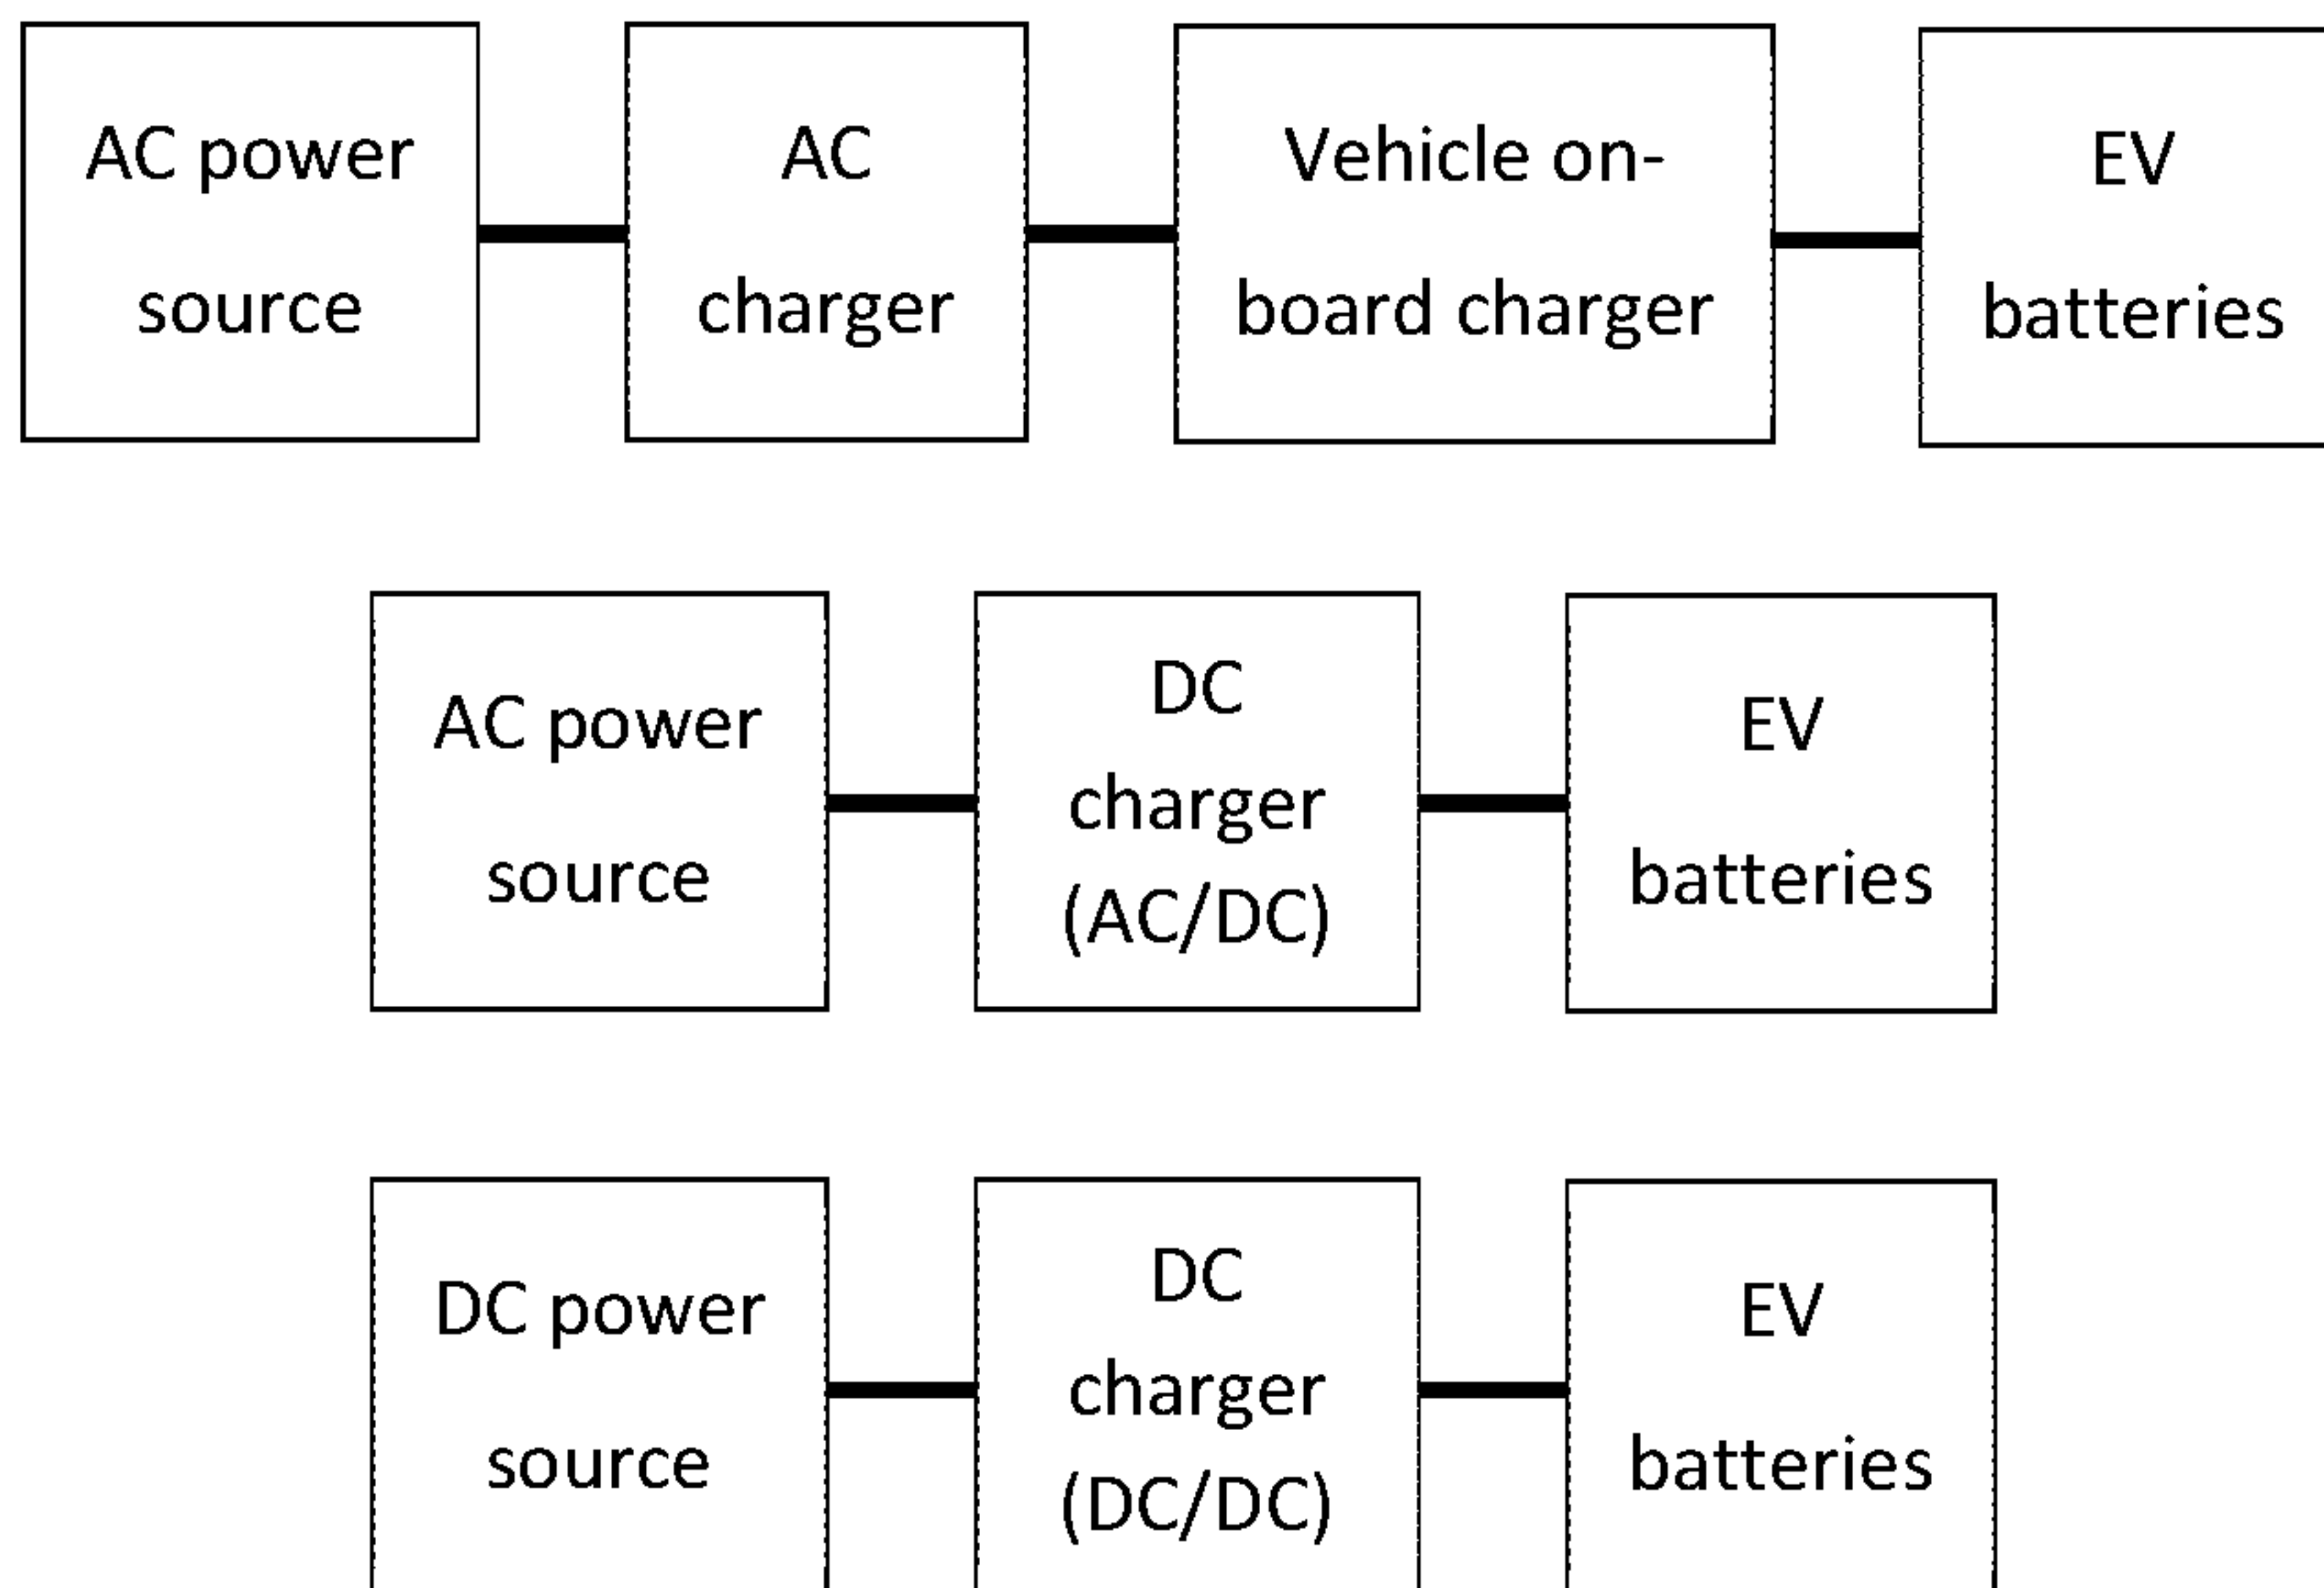 AC power
source
AC
charger
Vehicle on-
board charger
EV
batteries
AC power
source
DC
charger
(AC/DC)
EV
batteries
DC power
source
DC
charger
(DC/DC)
EV
batteries